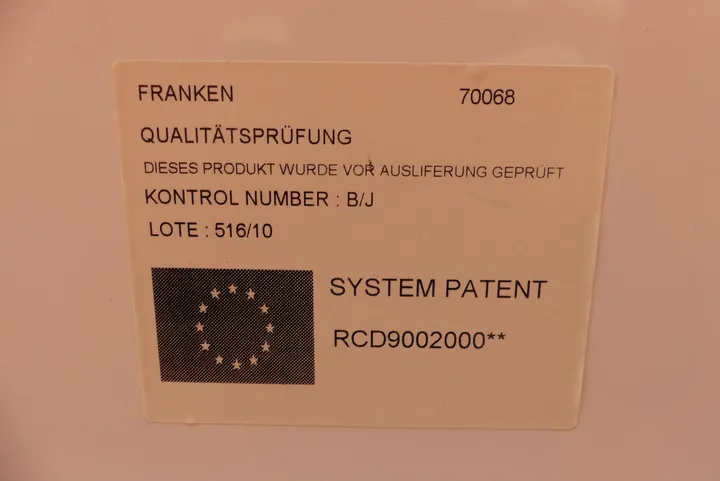 FRANKEN 70068
QUALITÄTSPRÜFUNG
DIESES PRODUKT WURDE VOR AUSLIFERUNG GEPRÜFT
KONTROL NUMBER : B/J
LOTE : 516/10
SYSTEM PATENT
RCD9002000**